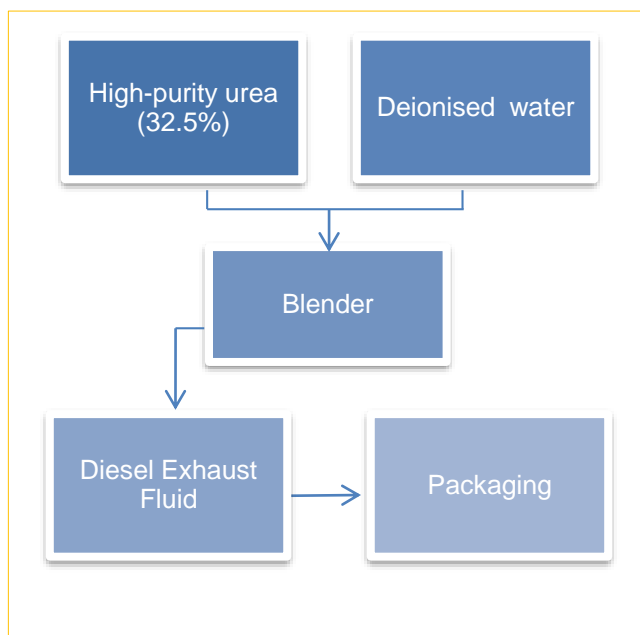 High-purity urea
(32.5%)
Deionised  water
Blender
Diesel Exhaust
Fluid
Packaging